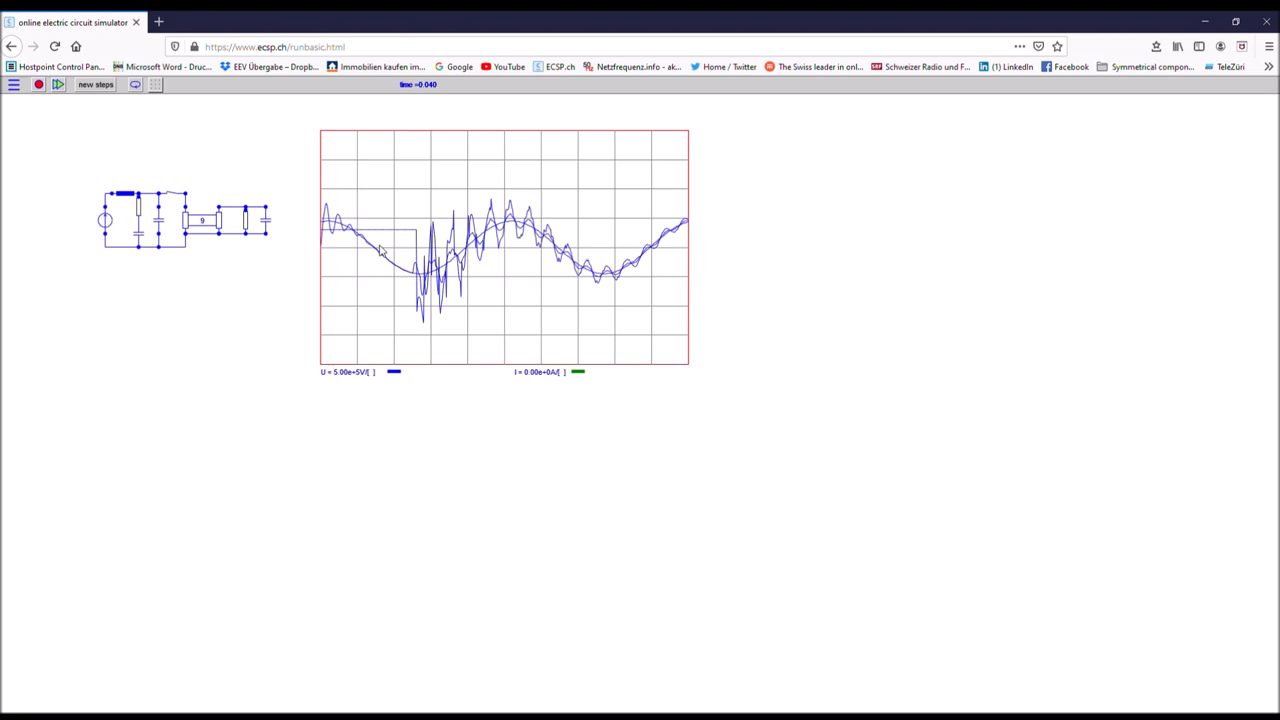 online electric circuit simulator
https://www.ecsp.ch/runbasic.html
Hostpoint Control Pan... Microsoft Word - Druc... EEV Übergabe – Dropb... Immobilien kaufen im... Google YouTube ECSP.ch Netzfrequenz.info - ak... Home / Twitter The Swiss leader in onl... Schweizer Radio und F... (1) LinkedIn Facebook Symmetrical compon... TeleZüri
new steps time =0.040
9
U = 5.00e+5V/[ ] I = 0.00e+0A/[ ]